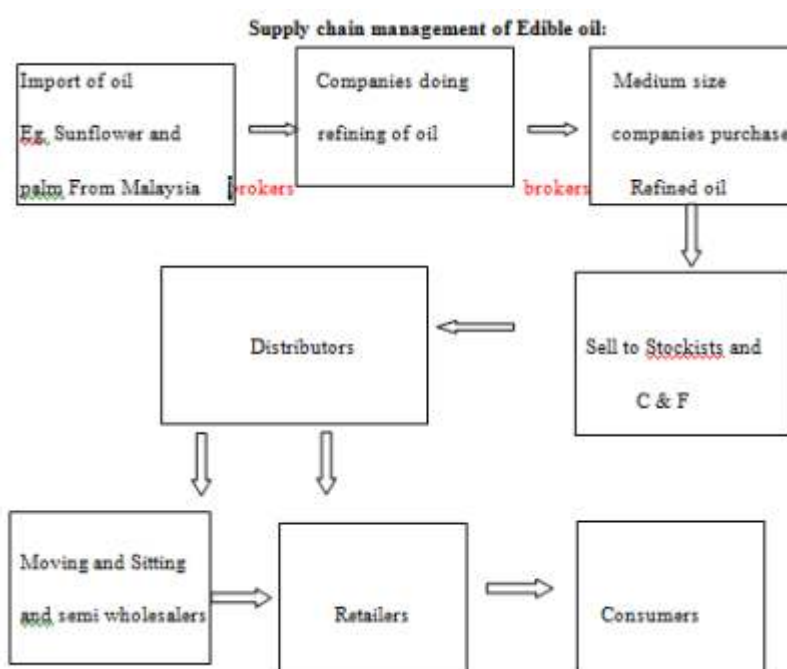 Supply chain management of Edible oil:
Import of oil
Eg. Sunflower and
palm From Malaysia
brokers
Companies doing
refining of oil
brokers
Medium size
companies purchase
Refined oil
Distributors
Sell to Stockists and
C & F
Moving and Sitting
and semi wholesalers
Retailers
Consumers